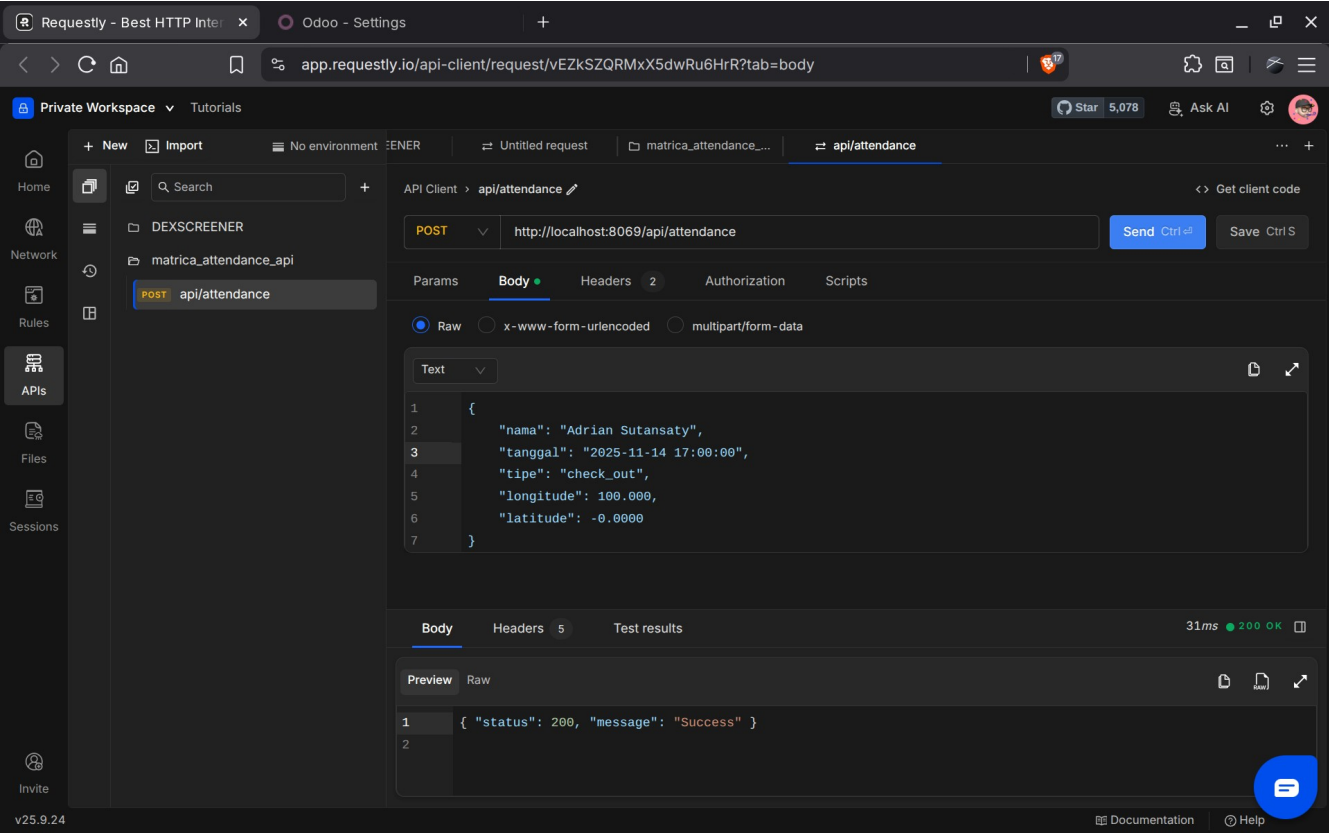 Requestly - Best HTTP Inter
Odoo - Settings
app.requestly.io/api-client/request/vEZkSZQRMxX5dwRu6HrR?tab=body
17
Private Workspace
Tutorials
Star 5,078
Ask AI
+ New
Import
No environment
ENER
Untitled request
matrica_attendance_...
api/attendance
Home
Network
Rules
APIs
Files
Sessions
Invite
v25.9.24
Search
DEXSCREENER
matrica_attendance_api
POST api/attendance
API Client > api/attendance
<> Get client code
POST
http://localhost:8069/api/attendance
Send Ctrl⏎
Save Ctrl S
Params
Body
Headers 2
Authorization
Scripts
Raw
x-www-form-urlencoded
multipart/form-data
Text
1 {
2 "nama": "Adrian Sutansaty",
3 "tanggal": "2025-11-14 17:00:00",
4 "tipe": "check_out",
5 "longitude": 100.000,
6 "latitude": -0.0000
7 }
Body
Headers 5
Test results
31ms 200 OK
Preview
Raw
RAW
1 { "status": 200, "message": "Success" }
2
Documentation
Help